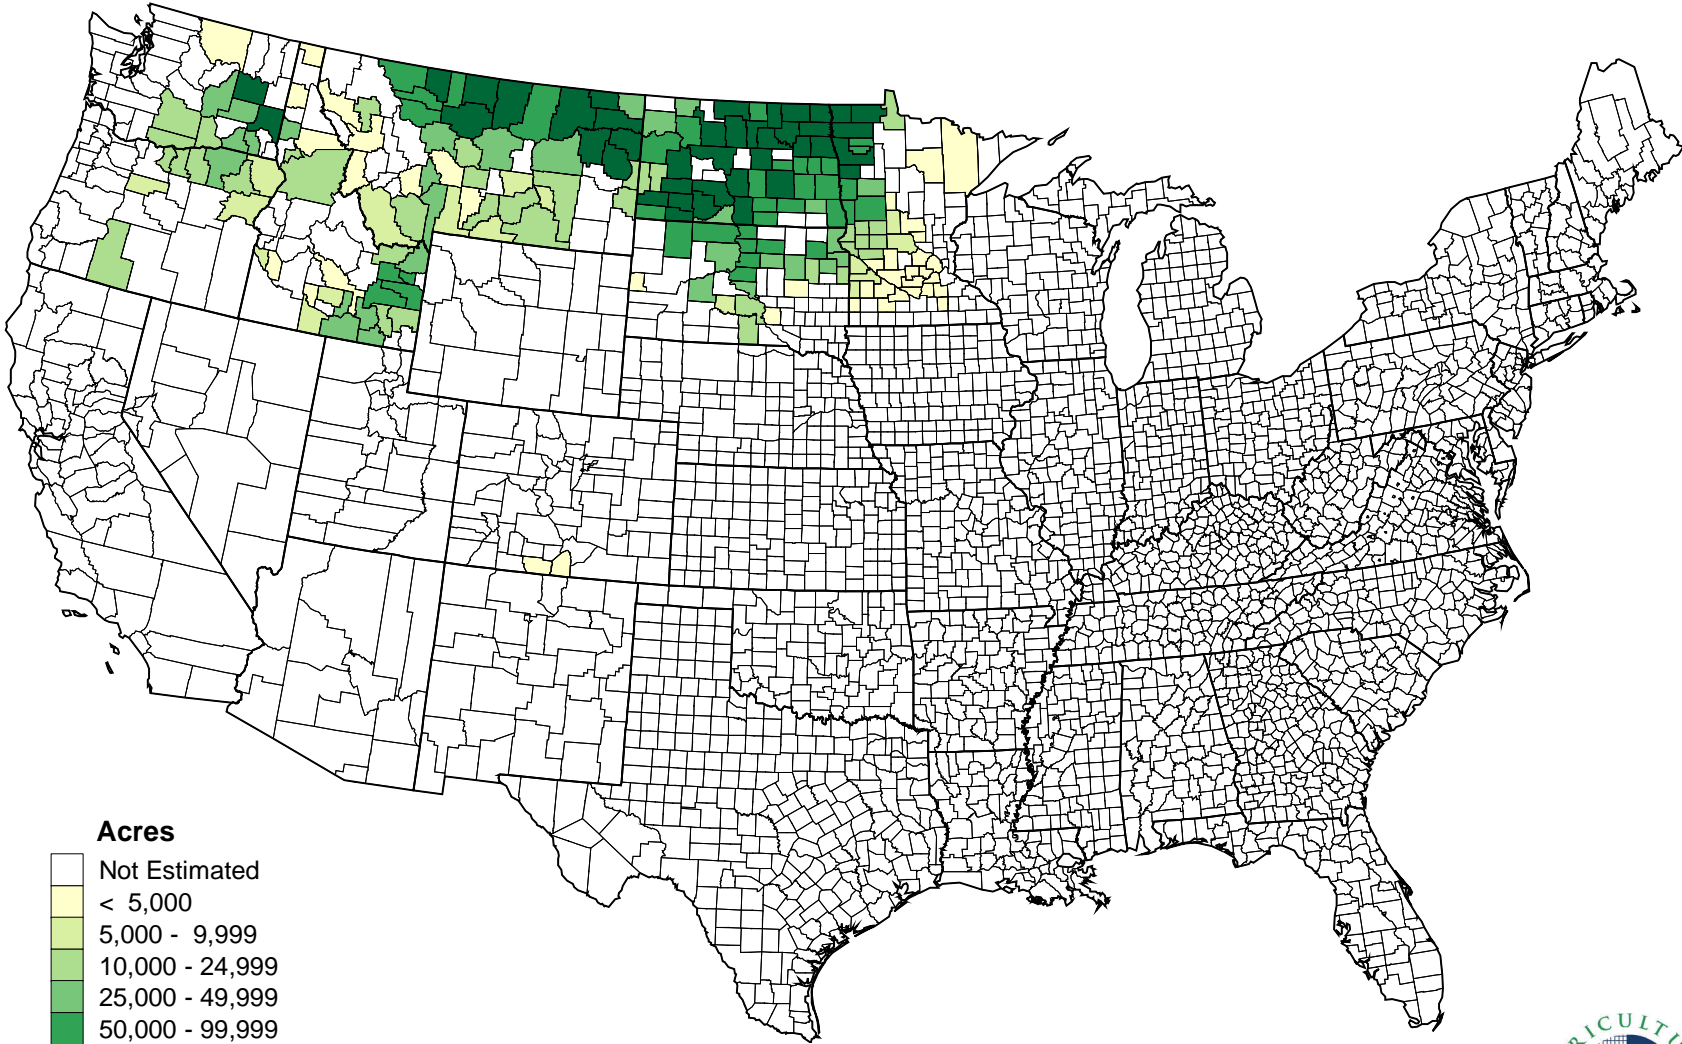 Acres
Not Estimated
< 5,000
5,000 - 9,999
10,000 - 24,999
25,000 - 49,999
50,000 - 99,999
RICULTU